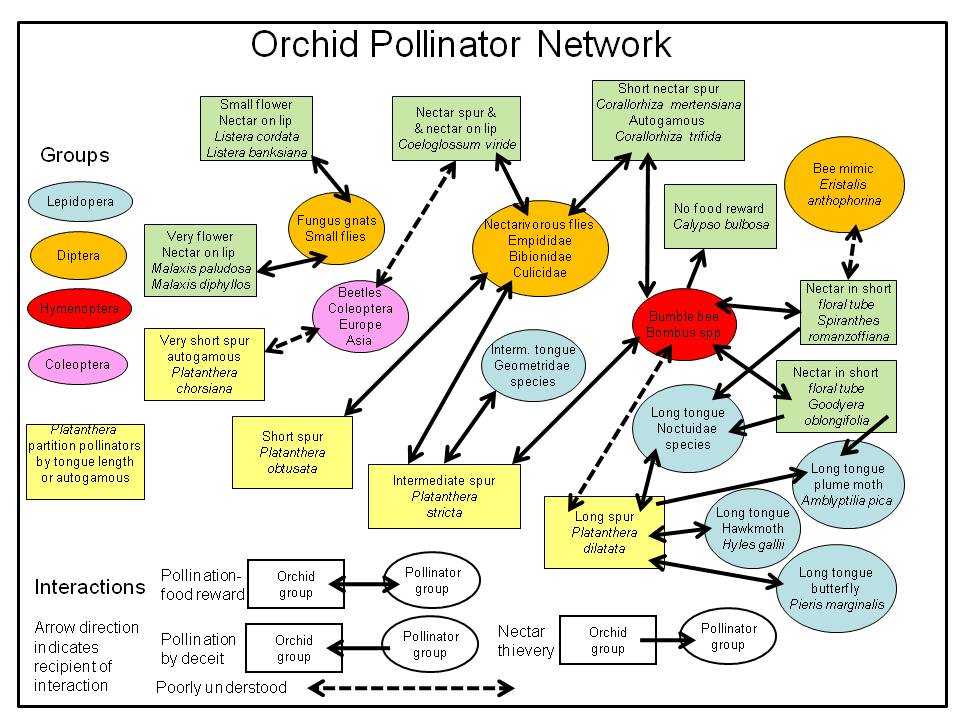 Orchid Pollinator Network
Small flower
Nectar on lip
Listera cordata
Listera banksiana
Nectar spur &
& nectar on lip
Coeloglossum viride
Short nectar spur
Corallorhiza mertensiana
Autogamous
Corallorhiza trifida
Bee mimic
Eristalis
anthophorina
Groups
Lepidopera
Diptera
Hymenoptera
Coleoptera
Fungus gnats
Small flies
Nectarivorous flies
Empididae
Bibionidae
Culicidae
No food reward
Calypso bulbosa
Very flower
Nectar on lip
Malaxis paludosa
Malaxis diphyllos
Beetles
Coleoptera
Europe
Asia
Bumble bee
Bombus spp
Nectar in short
floral tube
Spiranthes
romanzoffiana
Very short spur
autogamous
Platanthera
chorsiana
Interm. tongue
Geometridae
species
Nectar in short
floral tube
Goodyera
oblongifolia
Long tongue
Noctuidae
species
Platanthera
partition pollinators
by tongue length
or autogamous
Short spur
Platanthera
obtusata
Intermediate spur
Platanthera
stricta
Long tongue
plume moth
Amblyptilia pica
Long spur
Platanthera
dilatata
Long tongue
Hawkmoth
Hyles gallii
Long tongue
butterfly
Pieris marginalis
Interactions
Pollination-
food reward
Orchid
group
Pollinator
group
Arrow direction
indicates
recipient of
interaction
Pollination
by deceit
Orchid
group
Pollinator
group
Nectar
thievery
Orchid
group
Pollinator
group
Poorly understood